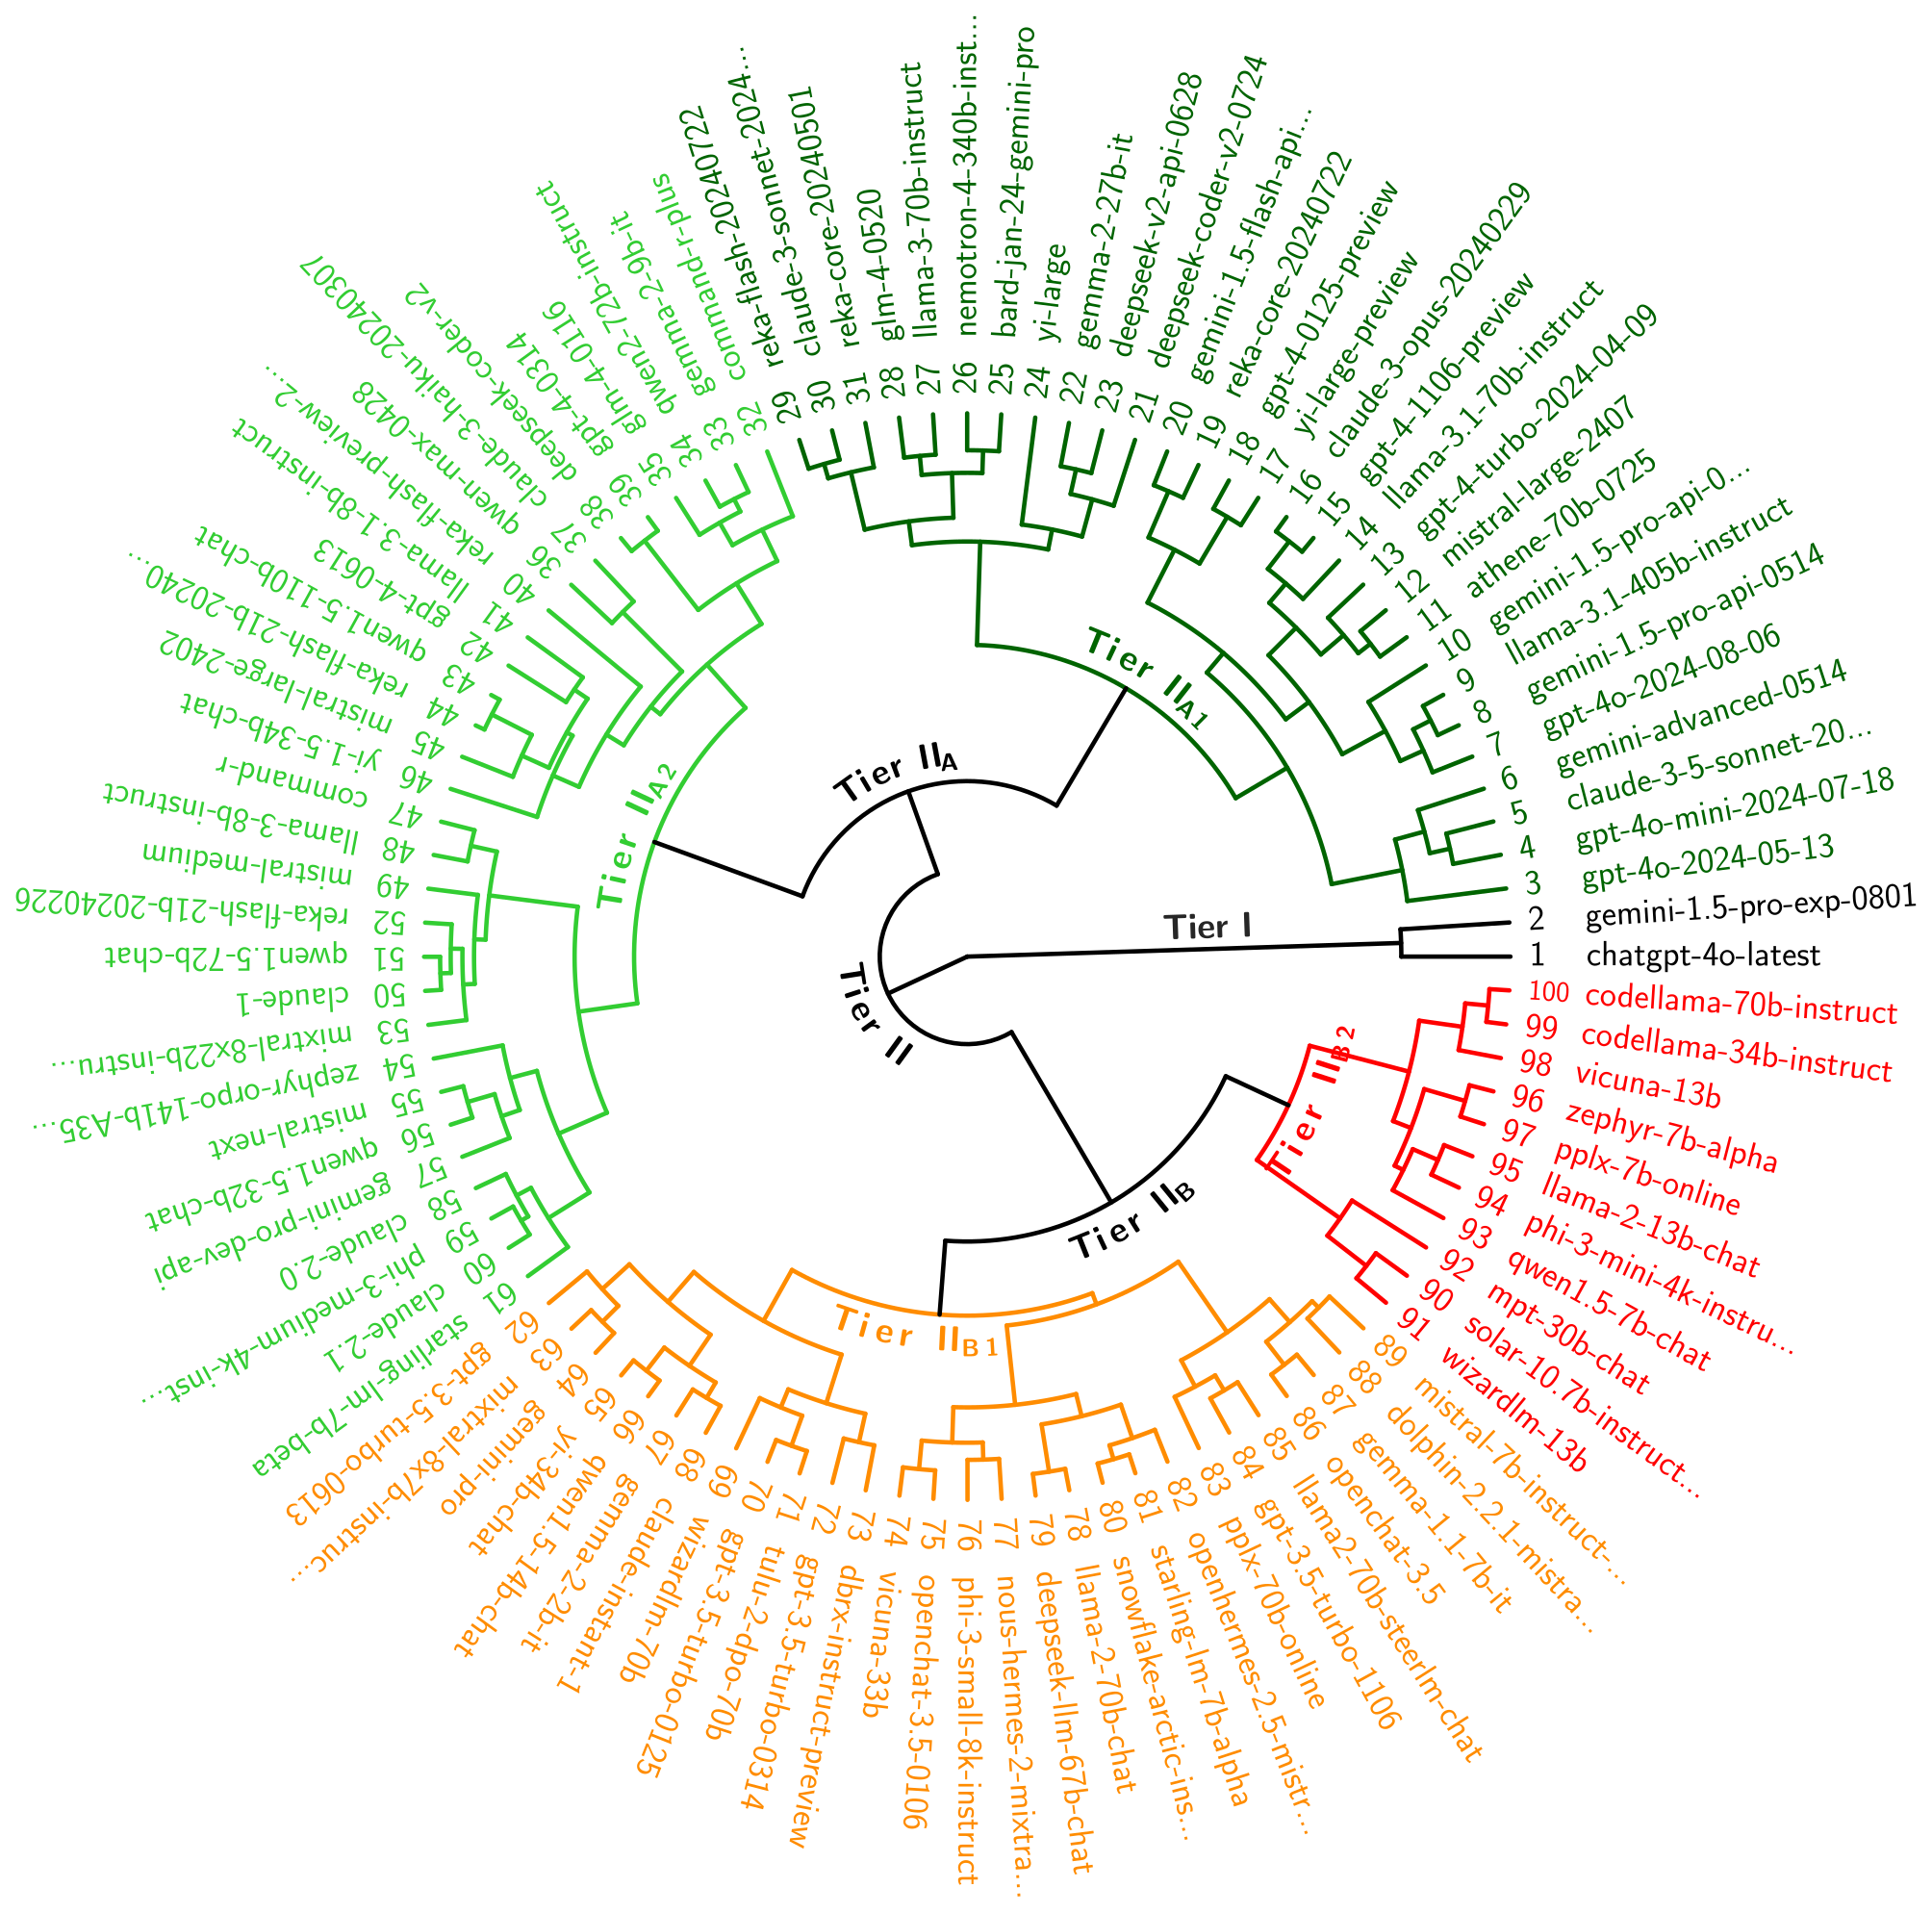 Tier I
Tier II
Tier IIA
Tier IIA1
Tier IIA2
Tier IIB
Tier IIB1
Tier IIB2
1 chatgpt-4o-latest
2 gemini-1.5-pro-exp-0801
3 gpt-4o-2024-05-13
4 gpt-4o-mini-2024-07-18
5 claude-3-5-sonnet-20...
6 gemini-advanced-0514
7 gpt-4o-2024-08-06
8 gemini-1.5-pro-api-0514
9 llama-3.1-405b-instruct
10 gemini-1.5-pro-api-0...
11 athene-70b-0725
12 mistral-large-2407
13 gpt-4-turbo-2024-04-09
14 llama-3.1-70b-instruct
15 gpt-4-1106-preview
16 claude-3-opus-20240229
17 yi-large-preview
18 gpt-4-0125-preview
19 reka-core-20240722
20 gemini-1.5-flash-api...
21 deepseek-coder-v2-0724
23 deepseek-v2-api-0628
22 gemma-2-27b-it
24 yi-large
25 bard-jan-24-gemini-pro
26 nemotron-4-340b-inst...
27 llama-3-70b-instruct
28 glm-4-0520
31 reka-core-20240501
30 claude-3-sonnet-2024...
29 reka-flash-20240722
32 command-r-plus
33 gemma-2-9b-it
34 qwen2-72b-instruct
35 glm-4-0116
39 gpt-4-0314
38 deepseek-coder-v2
37 claude-3-haiku-20240307
36 qwen-max-0428
40 reka-flash-preview-2...
41 llama-3.1-8b-instruct
42 gpt-4-0613
43 qwen1.5-110b-chat
44 reka-flash-21b-20240...
45 mistral-large-2402
46 yi-1.5-34b-chat
47 command-r
48 llama-3-8b-instruct
49 mistral-medium
52 reka-flash-21b-20240226
51 qwen1.5-72b-chat
50 claude-1
53 mixtral-8x22b-instru...
54 zephyr-orpo-141b-A35...
55 mistral-next
56 qwen1.5-32b-chat
57 gemini-pro-dev-api
58 claude-2.0
59 phi-3-medium-4k-inst...
60 claude-2.1
61 starling-lm-7b-beta
62 gpt-3.5-turbo-0613
63 mixtral-8x7b-instruc...
64 gemini-pro
65 yi-34b-chat
66 qwen1.5-14b-chat
67 gemma-2-2b-it
68 claude-instant-1
69 wizardlm-70b
70 gpt-3.5-turbo-0125
71 tulu-2-dpo-70b
72 gpt-3.5-turbo-0314
73 dbrx-instruct-preview
74 vicuna-33b
75 openchat-3.5-0106
76 phi-3-small-8k-instruct
77 nous-hermes-2-mixtra...
79 deepseek-llm-67b-chat
78 llama-2-70b-chat
80 snowflake-arctic-ins...
81 starling-lm-7b-alpha
82 openhermes-2.5-mistr...
83 pplx-70b-online
84 gpt-3.5-turbo-1106
85 llama2-70b-steerlm-chat
86 openchat-3.5
87 gemma-1.1-7b-it
88 dolphin-2.2.1-mistra...
89 mistral-7b-instruct-...
91 wizardlm-13b
90 solar-10.7b-instruct...
92 mpt-30b-chat
93 qwen1.5-7b-chat
94 phi-3-mini-4k-instru...
95 llama-2-13b-chat
97 pplx-7b-online
96 zephyr-7b-alpha
98 vicuna-13b
99 codellama-34b-instruct
100 codellama-70b-instruct